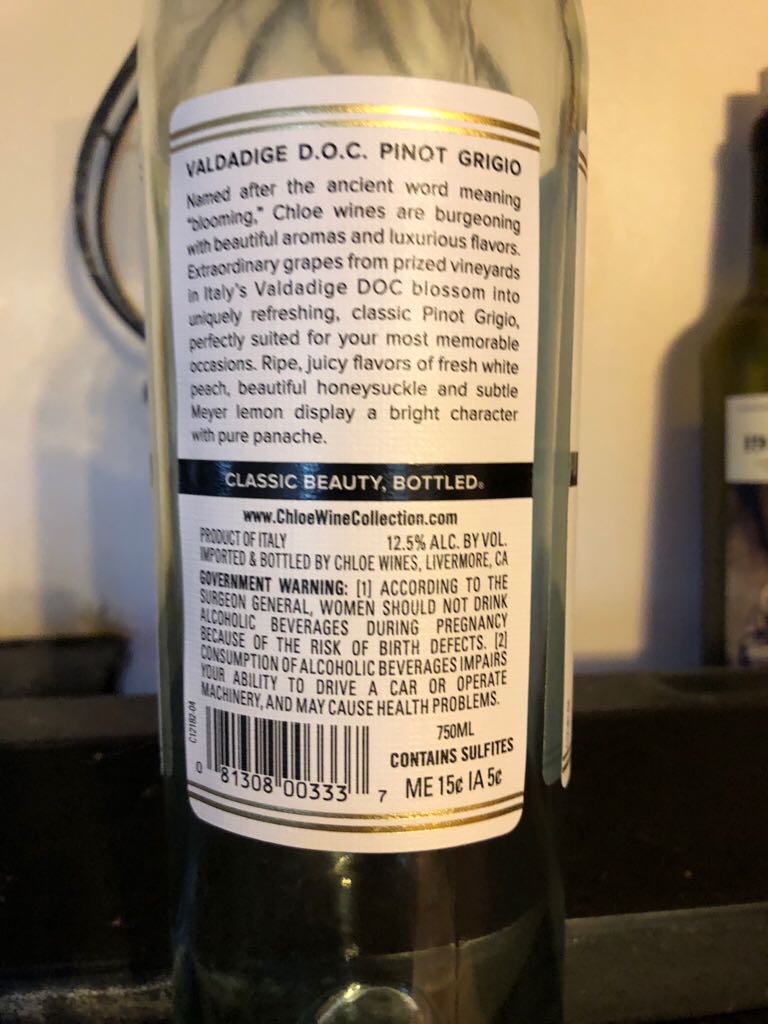 VALDADIGE D.O.C. PINOT GRIGIO
Named after the ancient word meaning
"blooming," Chloe wines are burgeoning
with beautiful aromas and luxurious flavors.
Extraordinary grapes from prized vineyards
in Italy's Valdadige DOC blossom into
uniquely refreshing, classic Pinot Grigio,
perfectly suited for your most memorable
occasions. Ripe, juicy flavors of fresh white
peach, beautiful honeysuckle and subtle
Meyer lemon display a bright character
with pure panache.
CLASSIC BEAUTY, BOTTLED®
www.ChloeWineCollection.com
PRODUCT OF ITALY 12.5% ALC. BY VOL.
IMPORTED & BOTTLED BY CHLOE WINES, LIVERMORE, CA
GOVERNMENT WARNING: [1] ACCORDING TO THE
SURGEON GENERAL, WOMEN SHOULD NOT DRINK
ALCOHOLIC BEVERAGES DURING PREGNANCY
BECAUSE OF THE RISK OF BIRTH DEFECTS. [2]
CONSUMPTION OF ALCOHOLIC BEVERAGES IMPAIRS
YOUR ABILITY TO DRIVE A CAR OR OPERATE
MACHINERY, AND MAY CAUSE HEALTH PROBLEMS.
C12182-04
750ML
CONTAINS SULFITES
ME 15¢ IA 5¢
0 81308 00333 7